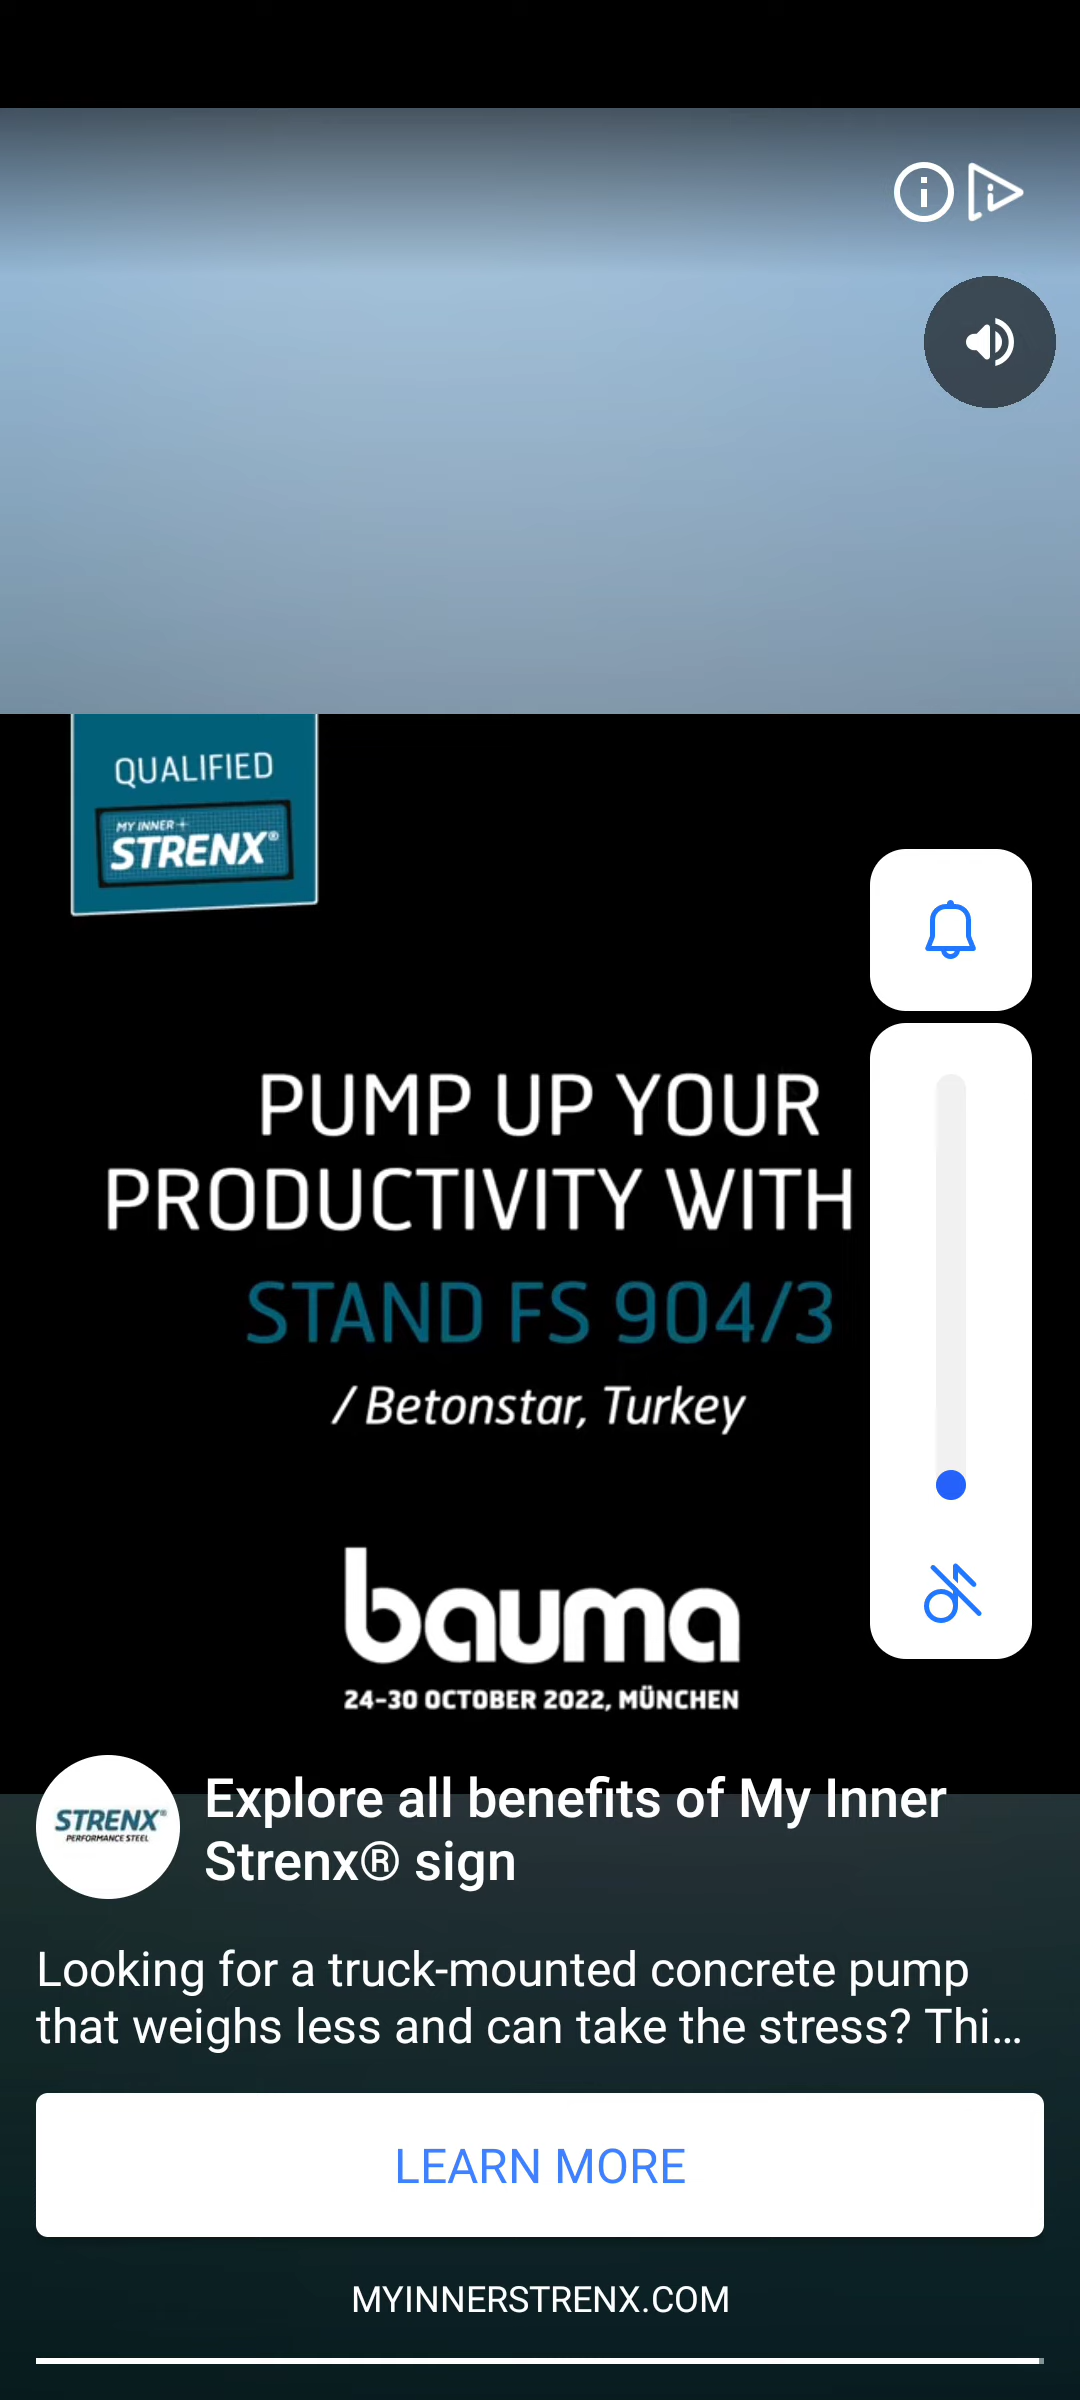 QUALIFIED
MY INNER
STRENX®
PUMP UP YOUR
PRODUCTIVITY WITH
STAND FS 904/3
/ Betonstar, Turkey
bauma
24–30 OCTOBER 2022, MÜNCHEN
STRENX®
PERFORMANCE STEEL
Explore all benefits of My Inner
Strenx® sign
Looking for a truck-mounted concrete pump
that weighs less and can take the stress? Thi...
LEARN MORE
MYINNERSTRENX.COM